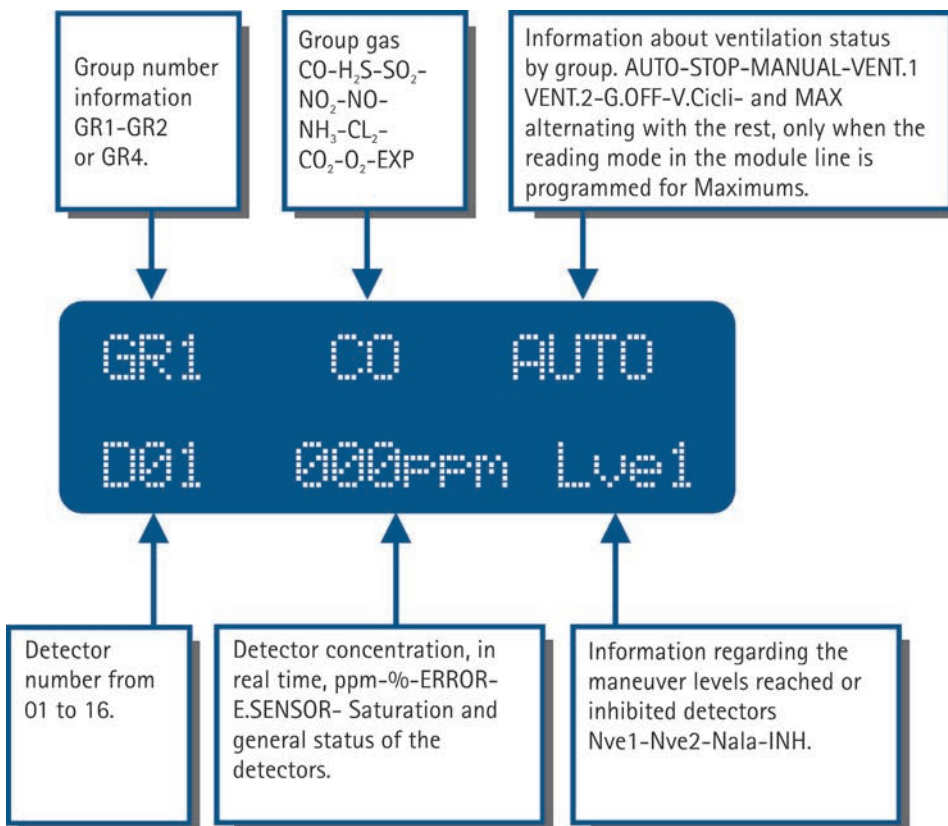 Group number
information
GR1-GR2
or GR4.
Group gas
CO-H₂S-SO₂-
NO₂-NO-
NH₃-CL₂-
CO₂-O₂-EXP
Information about ventilation status
by group. AUTO-STOP-MANUAL-VENT.1
VENT.2-G.OFF-V.Cicli- and MAX
alternating with the rest, only when the
reading mode in the module line is
programmed for Maximums.
GR1 CO AUTO
D01 000ppm Lve1
Detector
number from
01 to 16.
Detector concentration, in
real time, ppm-%-ERROR-
E.SENSOR- Saturation and
general status of the
detectors.
Information regarding the
maneuver levels reached or
inhibited detectors
Nve1-Nve2-Nala-INH.